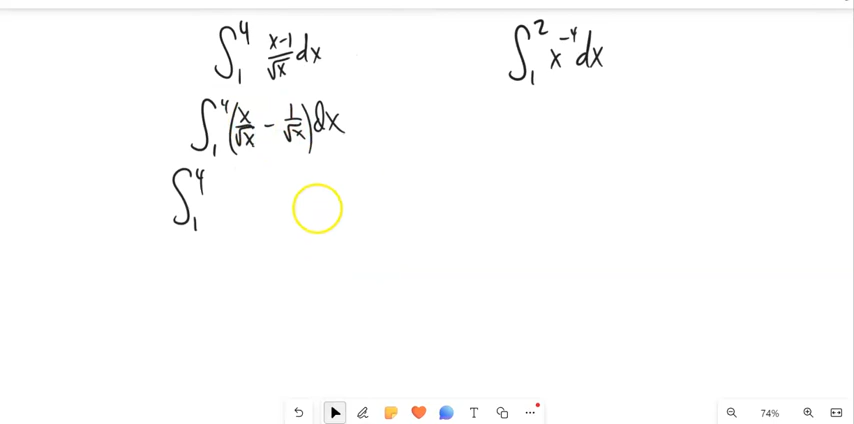 ∫₁⁴ (x-1)/√x dx
∫₁⁴ (x/√x - 1/√x) dx
∫₁⁴
∫₁² x⁻⁴ dx
T
74%